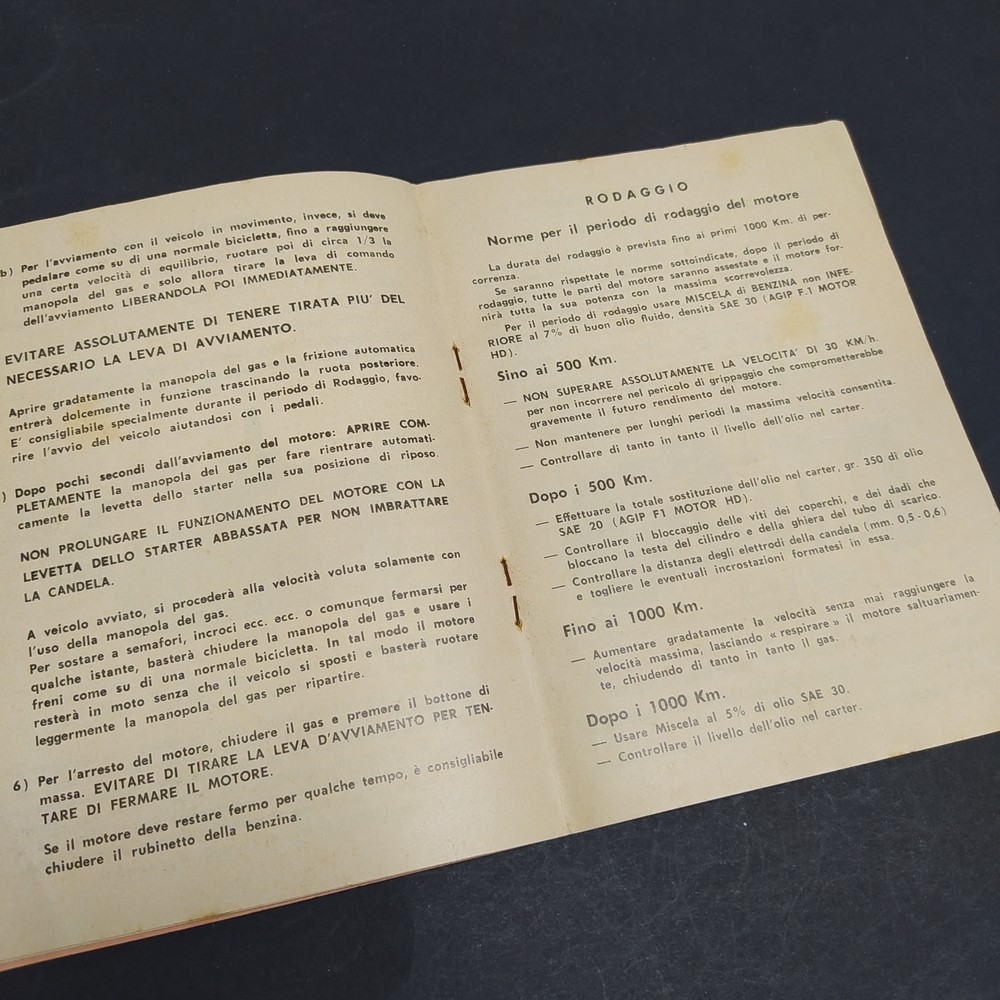 b) Per l'avviamento con il veicolo in movimento, invece, si deve
pedalare come su di una normale bicicletta, fino a raggiungere
una certa velocità di equilibrio, ruotare poi di circa 1/3 la
manopola del gas e solo allora tirare la leva di comando
dell'avviamento LIBERANDOLA POI IMMEDIATAMENTE.
EVITARE ASSOLUTAMENTE DI TENERE TIRATA PIU' DEL
NECESSARIO LA LEVA DI AVVIAMENTO.
Aprire gradatamente la manopola del gas e la frizione automatica
entrerà dolcemente in funzione trascinando la ruota posteriore.
E' consigliabile specialmente durante il periodo di Rodaggio, favo-
rire l'avvio del veicolo aiutandosi con i pedali.
) Dopo pochi secondi dall'avviamento del motore: APRIRE COM-
PLETAMENTE la manopola del gas per fare rientrare automati-
camente la levetta dello starter nella sua posizione di riposo.
NON PROLUNGARE IL FUNZIONAMENTO DEL MOTORE CON LA
LEVETTA DELLO STARTER ABBASSATA PER NON IMBRATTARE
LA CANDELA.
A veicolo avviato, si procederà alla velocità voluta solamente con
l'uso della manopola del gas.
Per sostare a semafori, incroci ecc. ecc. o comunque fermarsi per
qualche istante, basterà chiudere la manopola del gas e usare i
freni come su di una normale bicicletta. In tal modo il motore
resterà in moto senza che il veicolo si sposti e basterà ruotare
leggermente la manopola del gas per ripartire.
6) Per l'arresto del motore, chiudere il gas e premere il bottone di
massa. EVITARE DI TIRARE LA LEVA D'AVVIAMENTO PER TEN-
TARE DI FERMARE IL MOTORE.
Se il motore deve restare fermo per qualche tempo, è consigliabile
chiudere il rubinetto della benzina.
RODAGGIO
Norme per il periodo di rodaggio del motore
La durata del rodaggio è prevista fino ai primi 1000 Km. di per-
correnza.
Se saranno rispettate le norme sottoindicate, dopo il periodo di
rodaggio, tutte le parti del motore saranno assestate e il motore for-
nirà tutta la sua potenza con la massima scorrevolezza.
Per il periodo di rodaggio usare MISCELA di BENZINA non INFE-
RIORE al 7% di buon olio fluido, densità SAE 30 (AGIP F.1 MOTOR
HD).
Sino ai 500 Km.
— NON SUPERARE ASSOLUTAMENTE LA VELOCITA' DI 30 KM/h.
per non incorrere nel pericolo di grippaggio che comprometterebbe
gravemente il futuro rendimento del motore.
— Non mantenere per lunghi periodi la massima velocità consentita.
— Controllare di tanto in tanto il livello dell'olio nel carter.
Dopo i 500 Km.
— Effettuare la totale sostituzione dell'olio nel carter, gr. 350 di olio
SAE 20 (AGIP F1 MOTOR HD).
— Controllare il bloccaggio delle viti dei coperchi, e dei dadi che
bloccano la testa del cilindro e della ghiera del tubo di scarico.
— Controllare la distanza degli elettrodi della candela (mm. 0,5 - 0,6)
e togliere le eventuali incrostazioni formatesi in essa.
Fino ai 1000 Km.
— Aumentare gradatamente la velocità senza mai raggiungere la
velocità massima, lasciando « respirare » il motore saltuariamen-
te, chiudendo di tanto in tanto il gas.
Dopo i 1000 Km.
— Usare Miscela al 5% di olio SAE 30.
— Controllare il livello dell'olio nel carter.